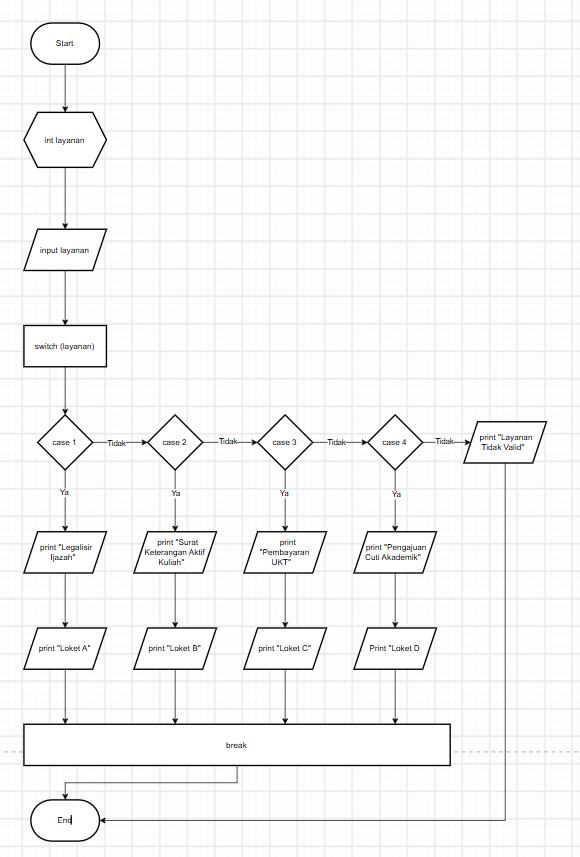 Start
int layanan
input layanan
switch (layanan)
case 1
Tidak
case 2
Tidak
case 3
Tidak
case 4
Tidak
print "Layanan
Tidak Valid"
Ya
Ya
Ya
Ya
print "Legalisir
Ijazah"
print "Surat
Keterangan Aktif
Kuliah"
print
"Pembayaran
UKT"
print "Pengajuan
Cuti Akademik"
print "Loket A"
print "Loket B"
print "Loket C"
Print "Loket D
break
End